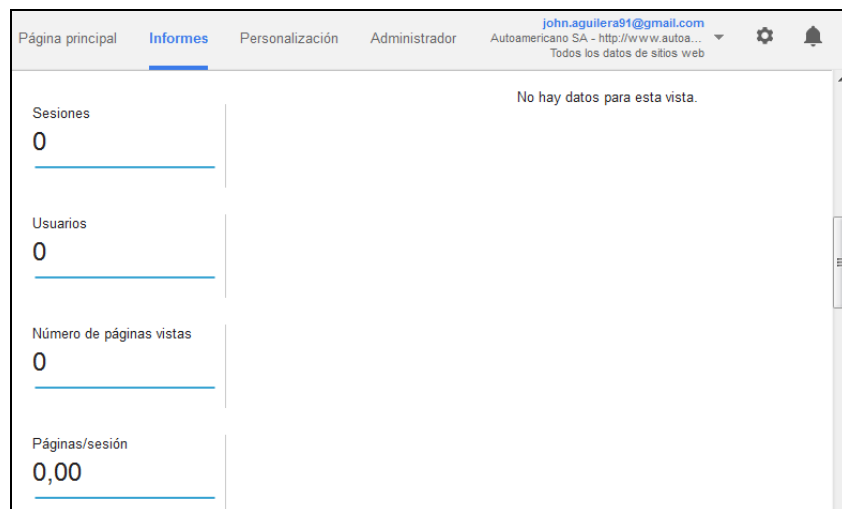 john.aguilera91@gmail.com
Página principal Informes Personalización Administrador Autoamericano SA - http://www.autoa...
Todos los datos de sitios web
No hay datos para esta vista.
Sesiones
0
Usuarios
0
Número de páginas vistas
0
Páginas/sesión
0,00